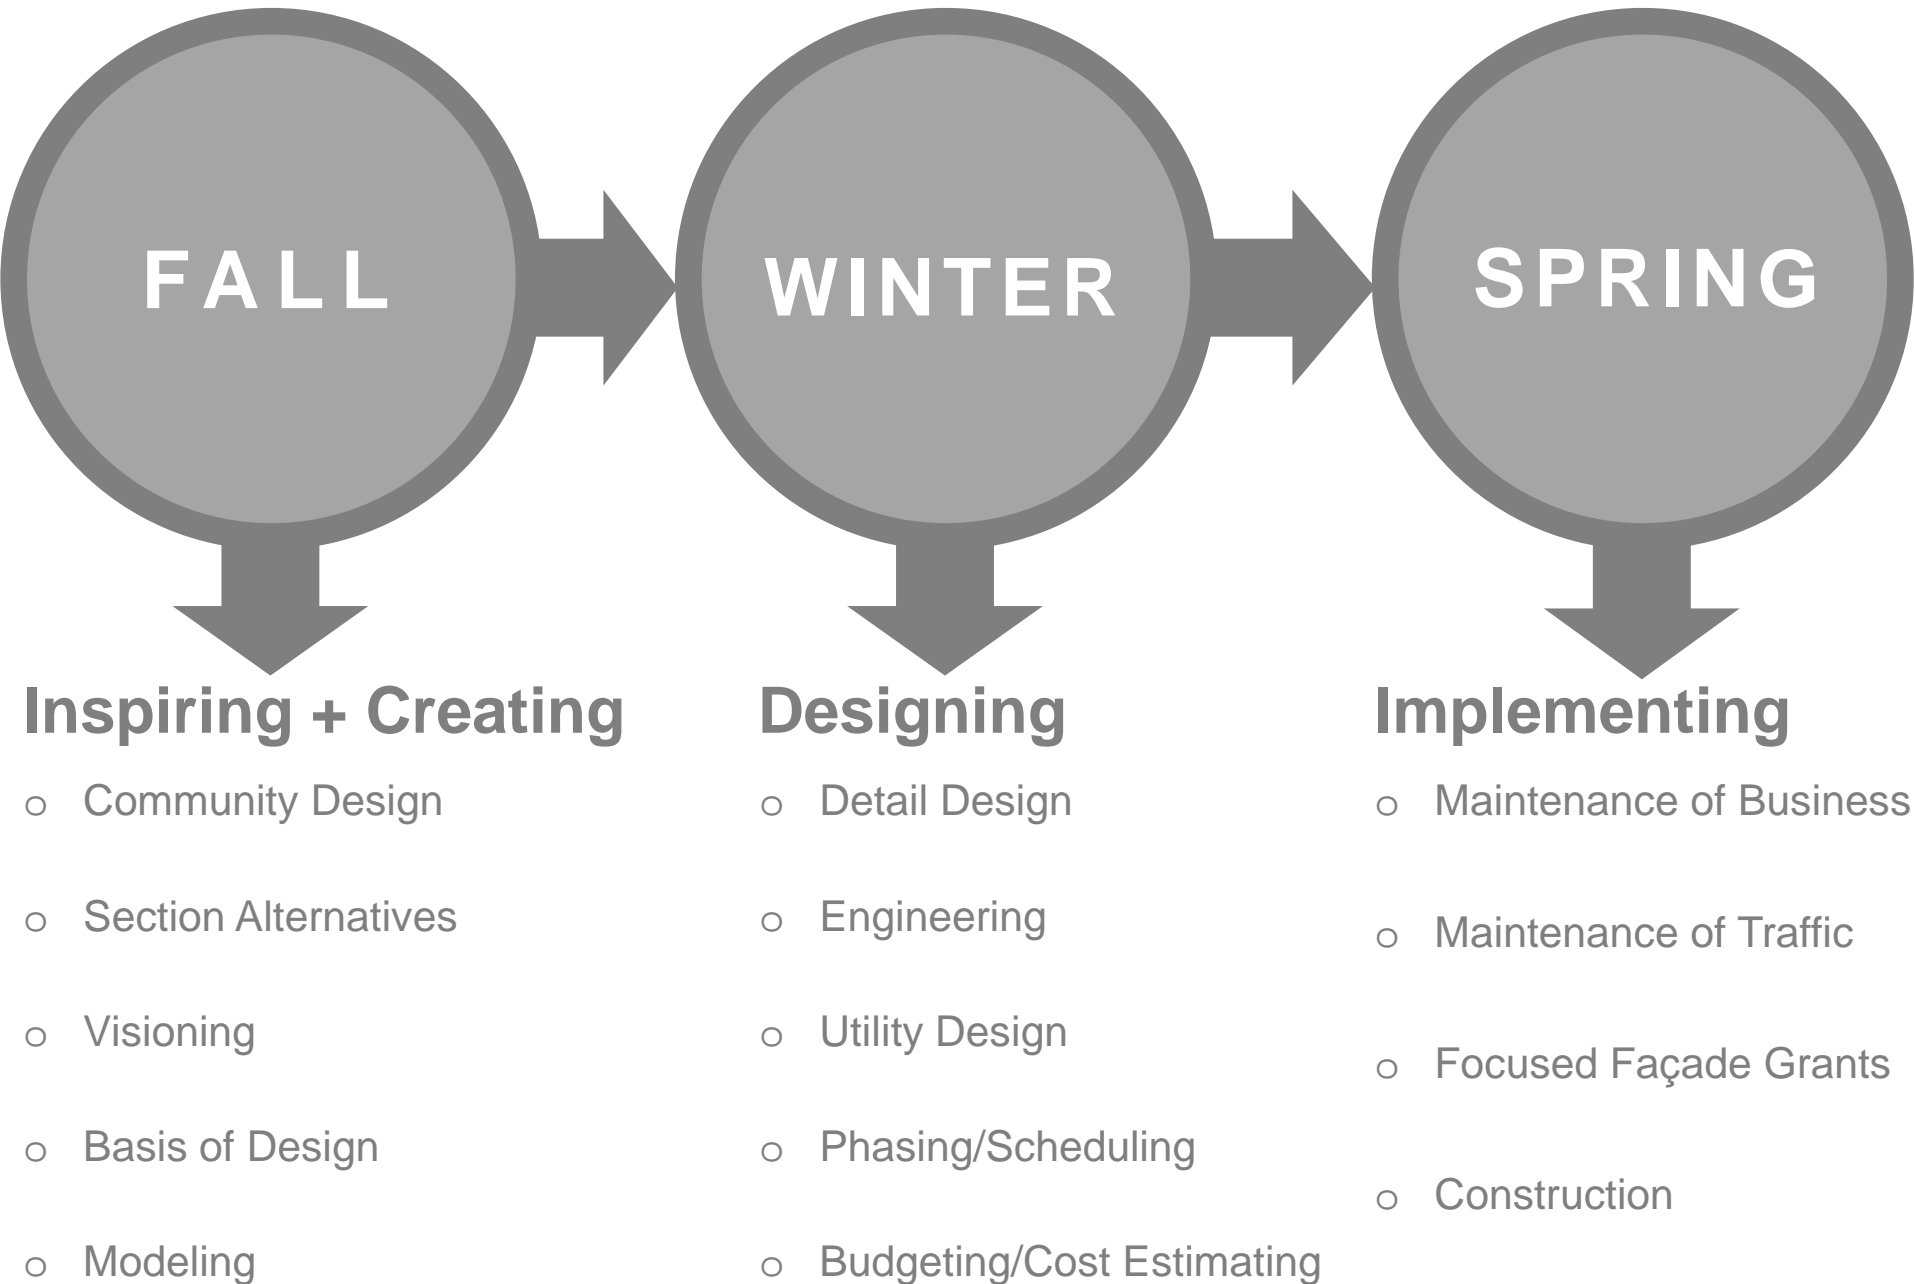 FALL
WINTER
SPRING
Inspiring + Creating
o Community Design
o Section Alternatives
o Visioning
o Basis of Design
o Modeling
Designing
o Detail Design
o Engineering
o Utility Design
o Phasing/Scheduling
o Budgeting/Cost Estimating
Implementing
o Maintenance of Business
o Maintenance of Traffic
o Focused Façade Grants
o Construction